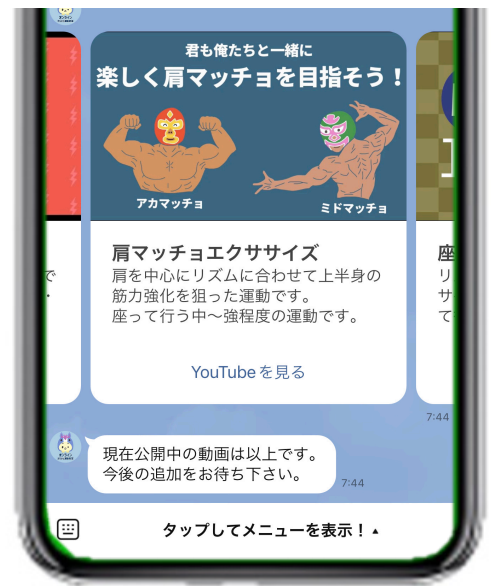 君も俺たちと一緒に
楽しく肩マッチョを目指そう！
アカマッチョ
ミドマッチョ
肩マッチョエクササイズ
肩を中心にリズムに合わせて上半身の
筋力強化を狙った運動です。
座って行う中～強程度の運動です。
YouTubeを見る
で
・
座
リ
サ
て
7:44
現在公開中の動画は以上です。
今後の追加をお待ち下さい。
7:44
タップしてメニューを表示！▲